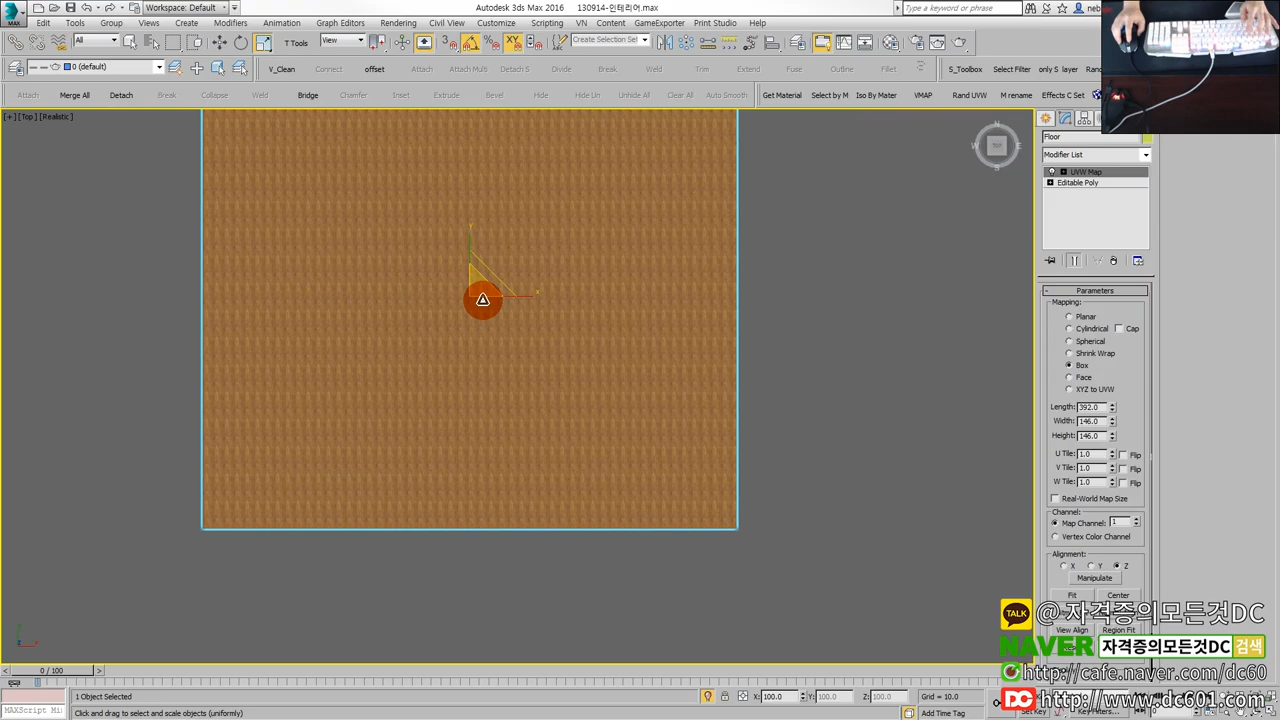 Autodesk 3ds Max 2016
130914-인테리어.max
Type a keyword or phrase
Workspace: Default
MAX
Edit Tools Group Views Create Modifiers Animation Graph Editors Rendering Civil View Customize Scripting Vn Content GameExporter Print Studio Help
All
T Tools
View
Create Selection Sel
0 (default)
V_Clean Connect offset Attach Attach Multi Detach S Divide Break Weld Trim Extend Fuse Outline Fillet S_Toolbox Select Filter only S layer
Attach Merge All Detach Break Collapse Weld Remove Bridge Chamfer Inset Extrude Bevel Hide Hide Un Unhide All Clear All Auto Smooth Get Material Select by M Iso By Mater VMAP Rand UVW M rename Effects C Set
[+] [Top] [Realistic]
N
W TOP E
S
y
x
Floor
Modifier List
UVW Map
Editable Poly
Parameters
Mapping:
Planar
Cylindrical Cap
Spherical
Shrink Wrap
Box
Face
XYZ to UVW
Length: 392.0
Width: 146.0
Height: 146.0
U Tile: 1.0 Flip
V Tile: 1.0 Flip
W Tile: 1.0 Flip
Real-World Map Size
Channel:
Map Channel: 1
Vertex Color Channel
Alignment:
X Y Z
Manipulate
Fit Center
View Align Region Fit
TALK @자격증의모든것DC
NAVER 자격증의모든것DC 검색
http://cafe.naver.com/dc60
DC http://www.dc601.com/
0 / 100
1 Object Selected
X: 100.0 Y: 100.0 Z: 100.0 Grid = 10.0
MAXScript Mi
Click and drag to select and scale objects (uniformly)
Add Time Tag
Set Key Key Filters...